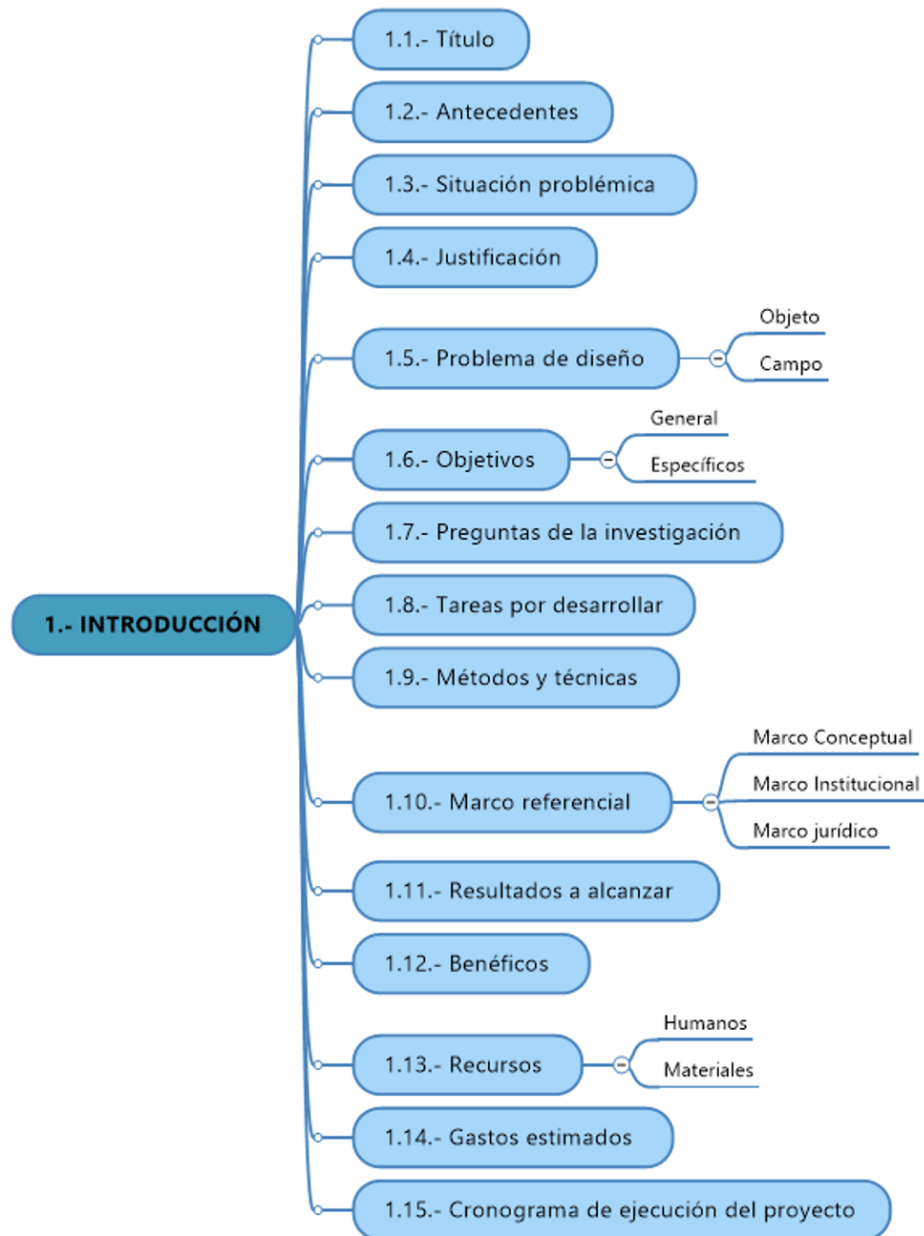 1.- INTRODUCCIÓN
1.1.- Título
1.2.- Antecedentes
1.3.- Situación problémica
1.4.- Justificación
1.5.- Problema de diseño
Objeto
Campo
1.6.- Objetivos
General
Específicos
1.7.- Preguntas de la investigación
1.8.- Tareas por desarrollar
1.9.- Métodos y técnicas
1.10.- Marco referencial
Marco Conceptual
Marco Institucional
Marco jurídico
1.11.- Resultados a alcanzar
1.12.- Benéficos
1.13.- Recursos
Humanos
Materiales
1.14.- Gastos estimados
1.15.- Cronograma de ejecución del proyecto